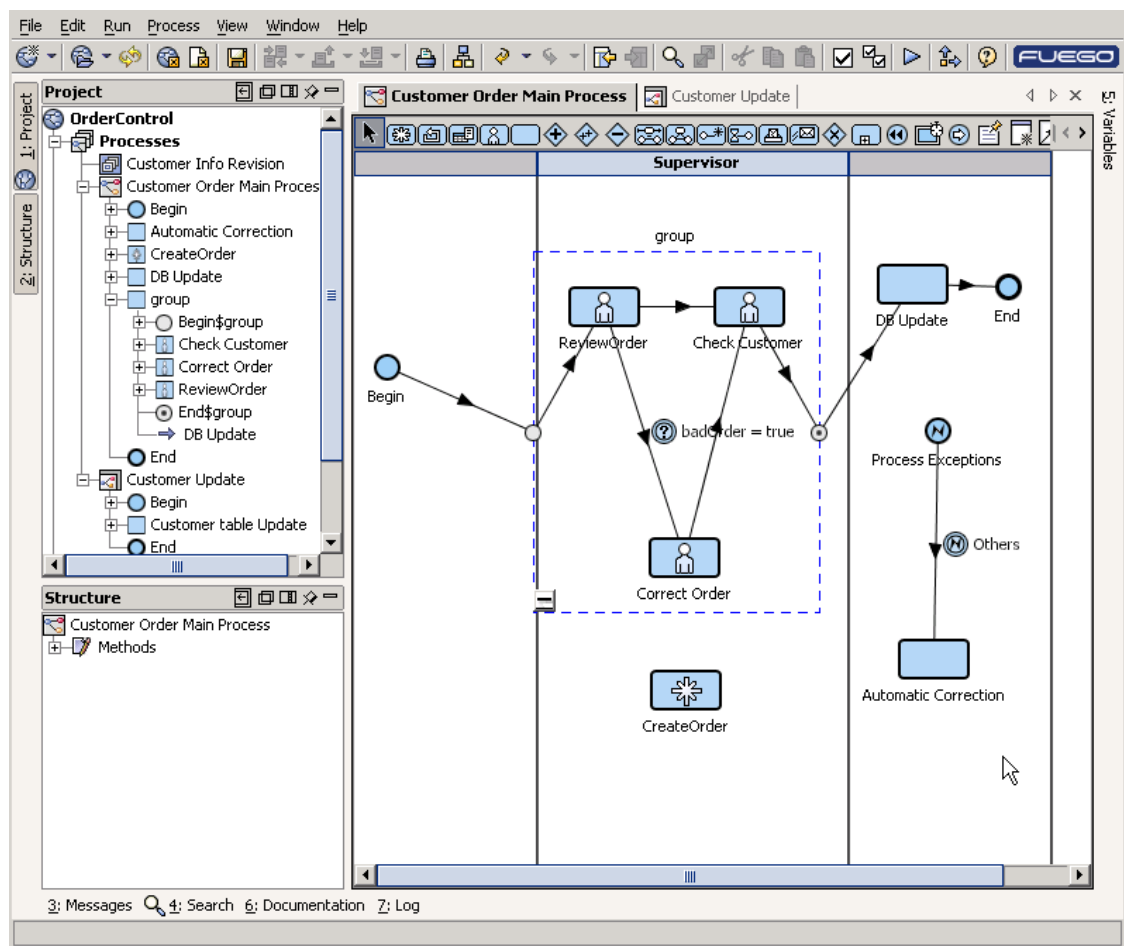 File Edit Run Process View Window Help
FUEGO
1: Project
2: Structure
Project
OrderControl
Processes
Customer Info Revision
Customer Order Main Proces
Begin
Automatic Correction
CreateOrder
DB Update
group
Begin$group
Check Customer
Correct Order
ReviewOrder
End$group
DB Update
End
Customer Update
Begin
Customer table Update
End
Structure
Customer Order Main Process
Methods
Customer Order Main Process Customer Update
5: Variables
Supervisor
group
ReviewOrder Check Customer
DB Update End
Begin
badOrder = true
Process Exceptions
Others
Correct Order
Automatic Correction
CreateOrder
3: Messages 4: Search 6: Documentation 7: Log